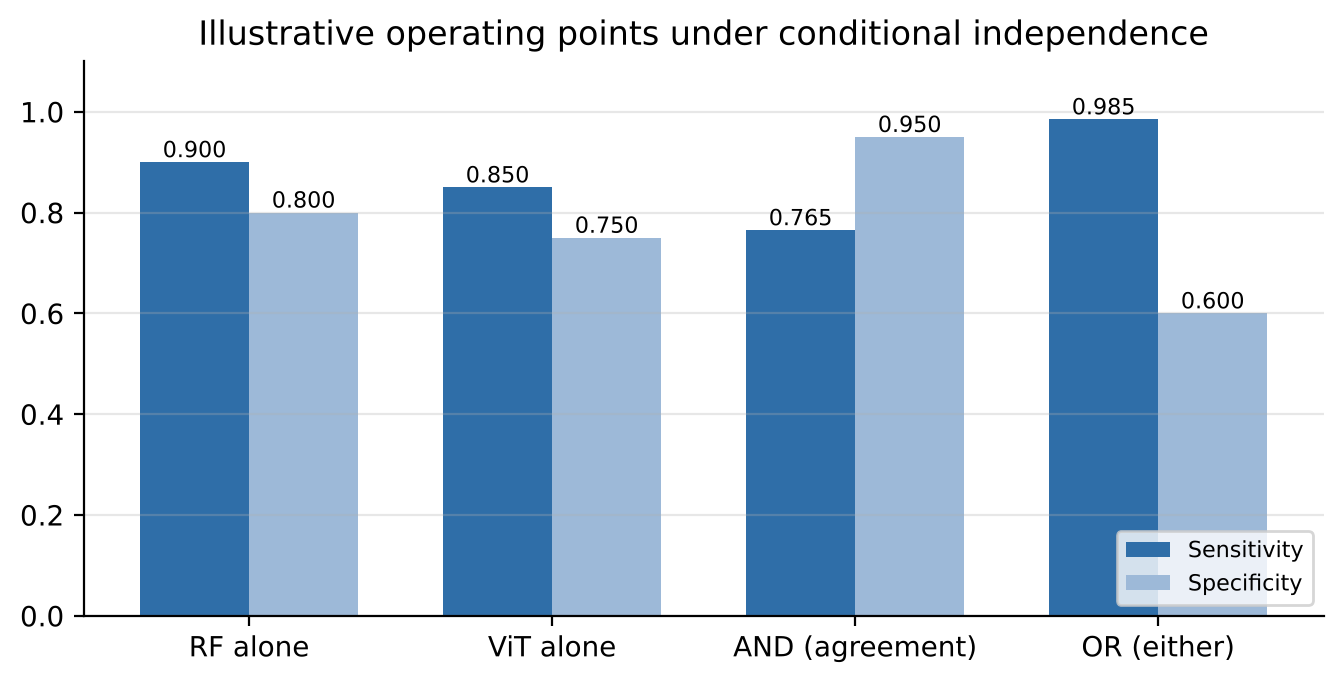 Illustrative operating points under conditional independence
1.0
0.8
0.6
0.4
0.2
0.0
0.900
0.800
0.850
0.750
0.765
0.950
0.985
0.600
Sensitivity
Specificity
RF alone
ViT alone
AND (agreement)
OR (either)